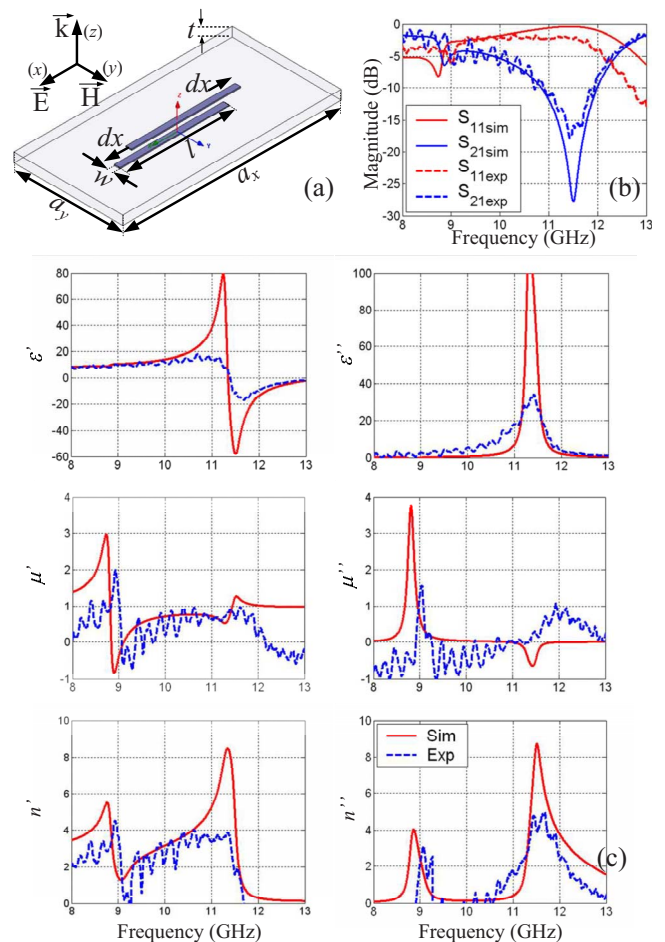 k (z)
(x) (y)
E H
t
dx
dx
l
w
a_y a_x
(a)
Magnitude (dB)
0
-5
-10
-15
-20
-25
-30
S11sim
S21sim
S11exp
S21exp
(b)
8 9 10 11 12 13
Frequency (GHz)
ε'
80
60
40
20
0
-20
-40
-60
8 9 10 11 12 13
ε''
100
80
60
40
20
0
8 9 10 11 12 13
μ'
4
3
2
1
0
-1
8 9 10 11 12 13
μ''
4
3
2
1
0
-1
8 9 10 11 12 13
n'
10
8
6
4
2
0
8 9 10 11 12 13
Frequency (GHz)
n''
10
8
6
4
2
0
Sim
Exp
(c)
8 9 10 11 12 13
Frequency (GHz)